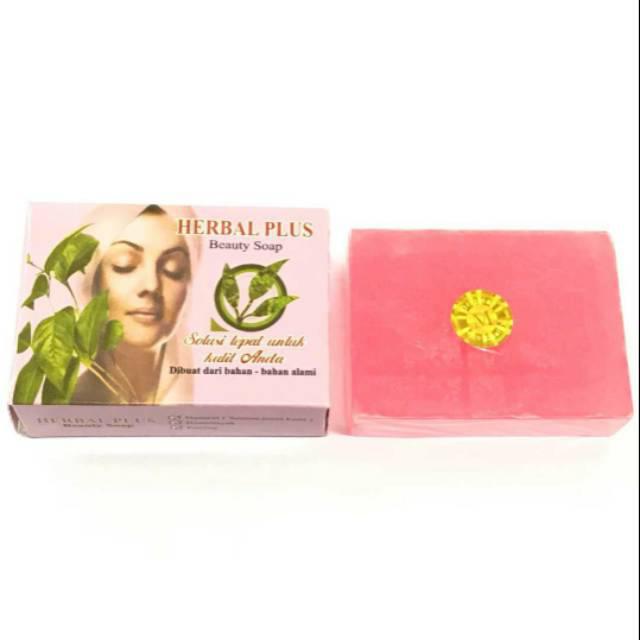 HERBAL PLUS
Beauty Soap
Solusi tepat untuk
kulit Anda
Dibuat dari bahan - bahan alami
HERBAL PLUS
Beauty Soap